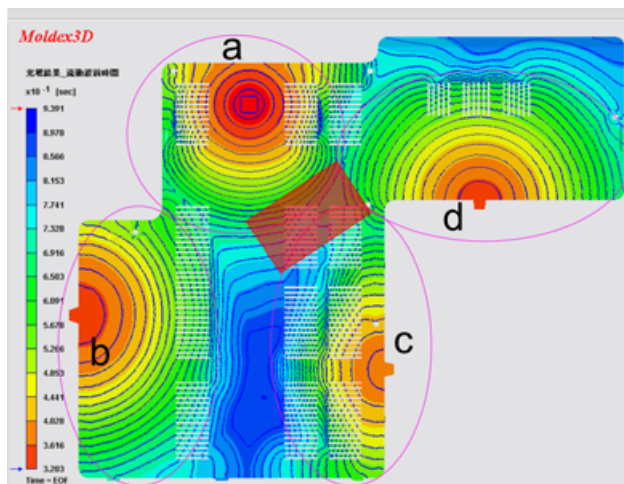 Moldex3D
充填結果_流動波前時間
x10 -1 [sec]
9.391
8.978
8.566
8.153
7.741
7.328
6.916
6.503
6.091
5.678
5.266
4.853
4.441
4.028
3.616
3.203
Time = EOF
a
b
c
d